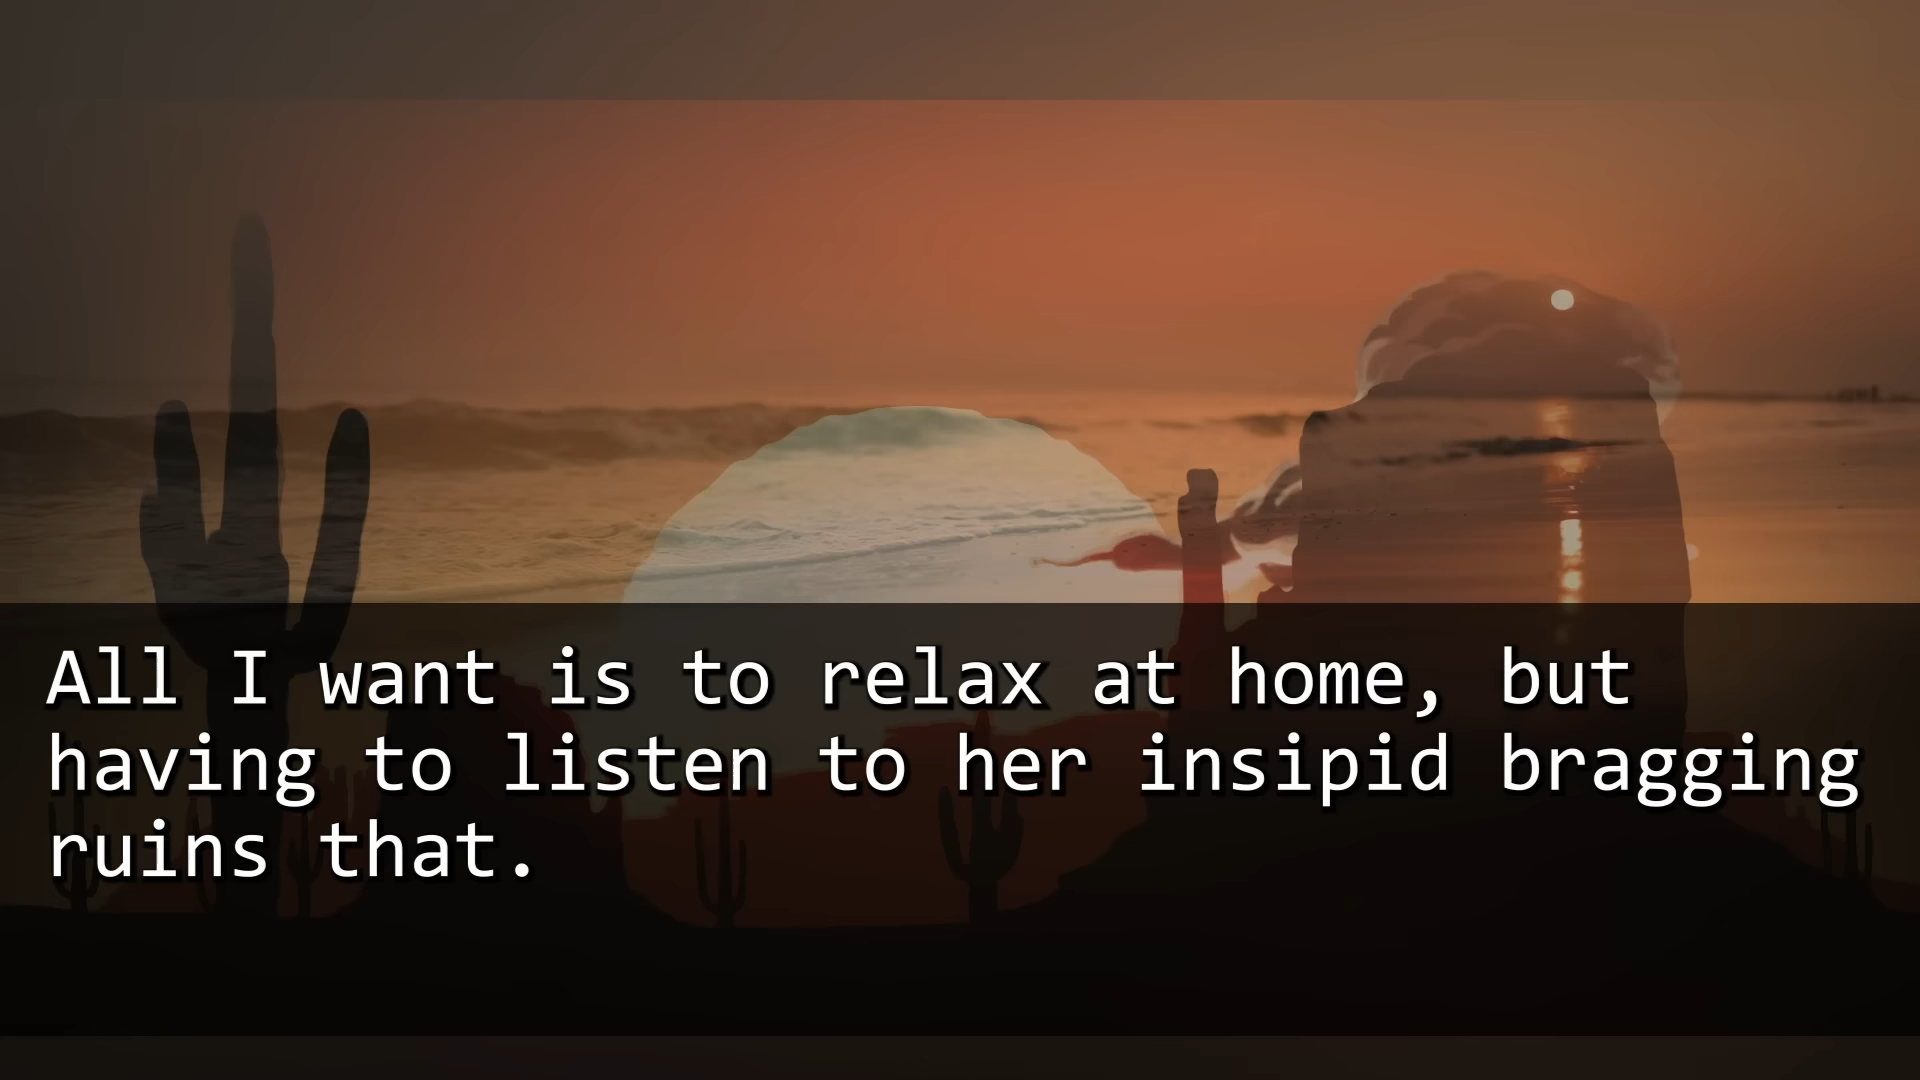 All I want is to relax at home, but
having to listen to her insipid bragging
ruins that.